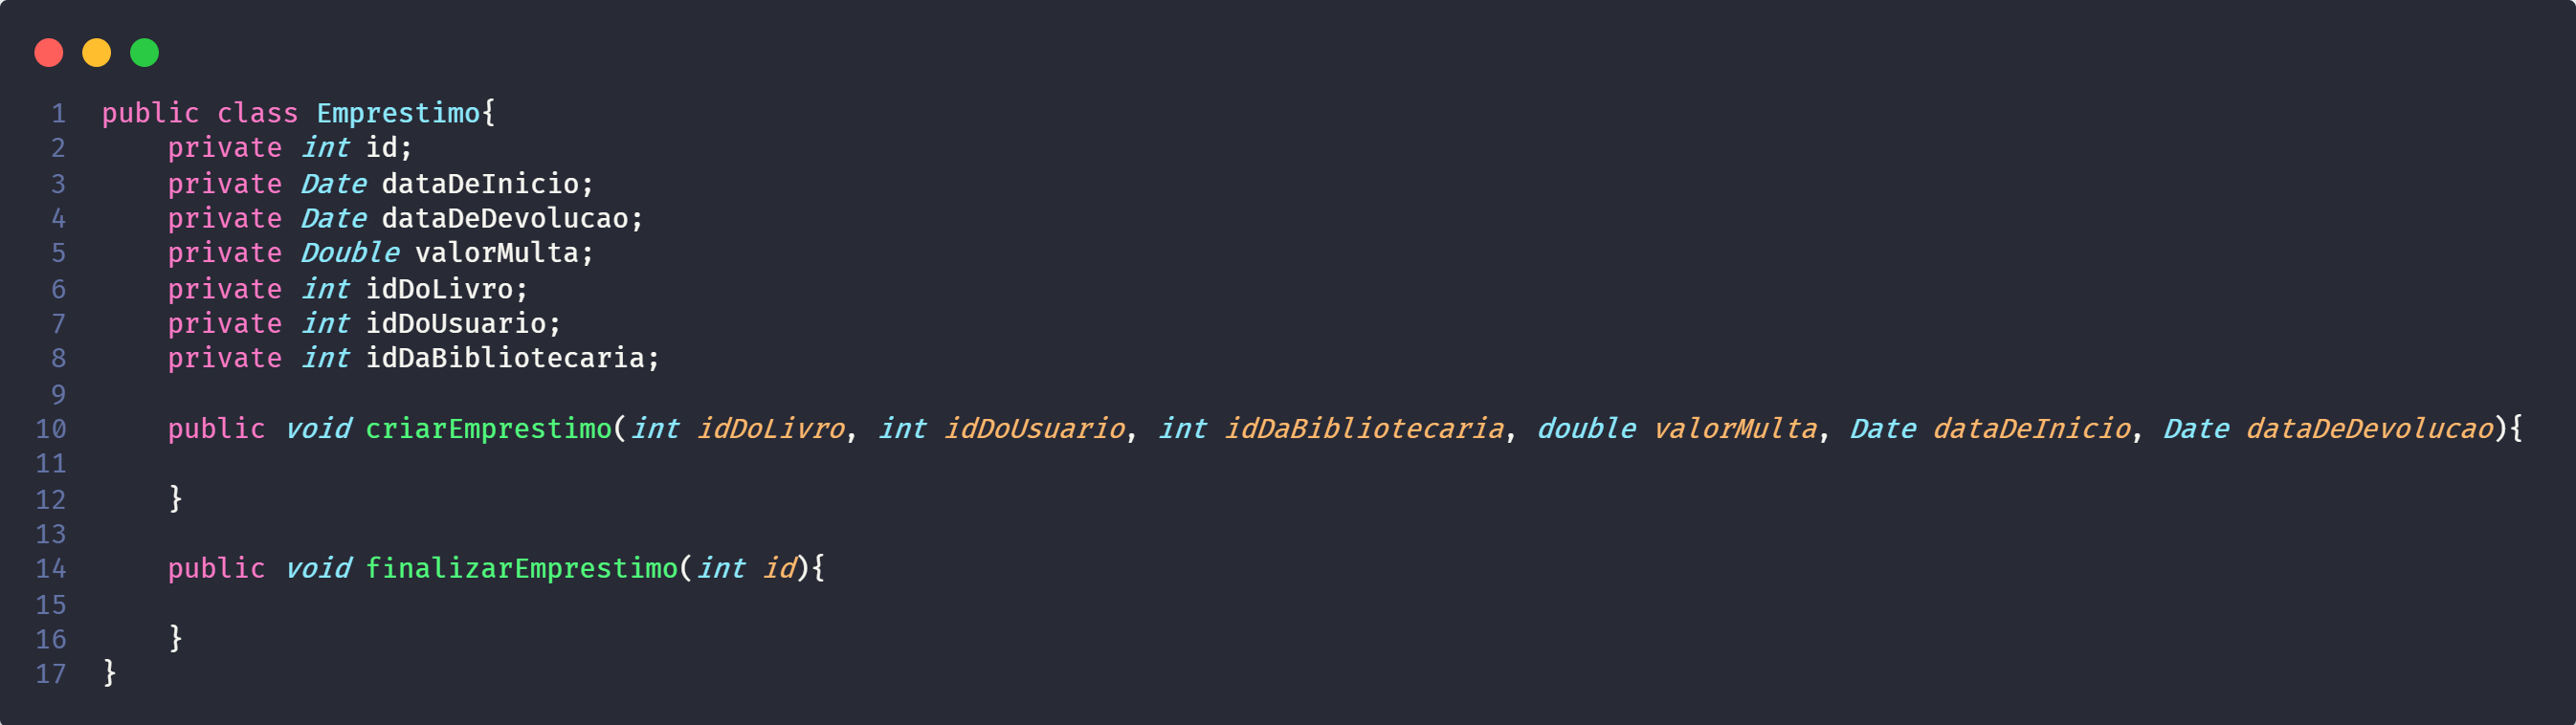 1 public class Emprestimo{
2     private int id;
3     private Date dataDeInicio;
4     private Date dataDeDevolucao;
5     private Double valorMulta;
6     private int idDoLivro;
7     private int idDoUsuario;
8     private int idDaBibliotecaria;
9
10     public void criarEmprestimo(int idDoLivro, int idDoUsuario, int idDaBibliotecaria, double valorMulta, Date dataDeInicio, Date dataDeDevolucao){
11
12     }
13
14     public void finalizarEmprestimo(int id){
15
16     }
17 }